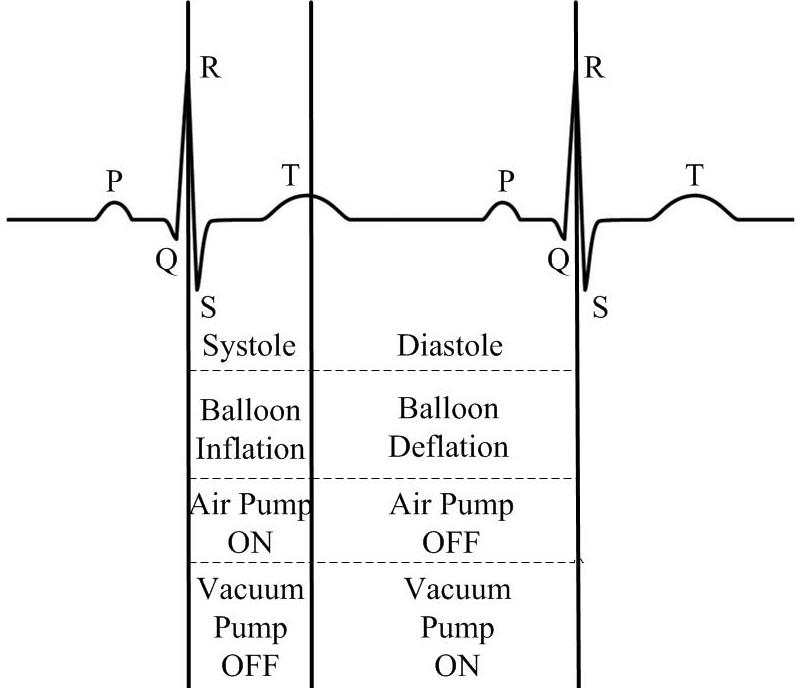 R R
P T P T
Q Q
S S
Systole Diastole
Balloon Balloon
Inflation Deflation
Air Pump Air Pump
ON OFF
Vacuum Vacuum
Pump Pump
OFF ON